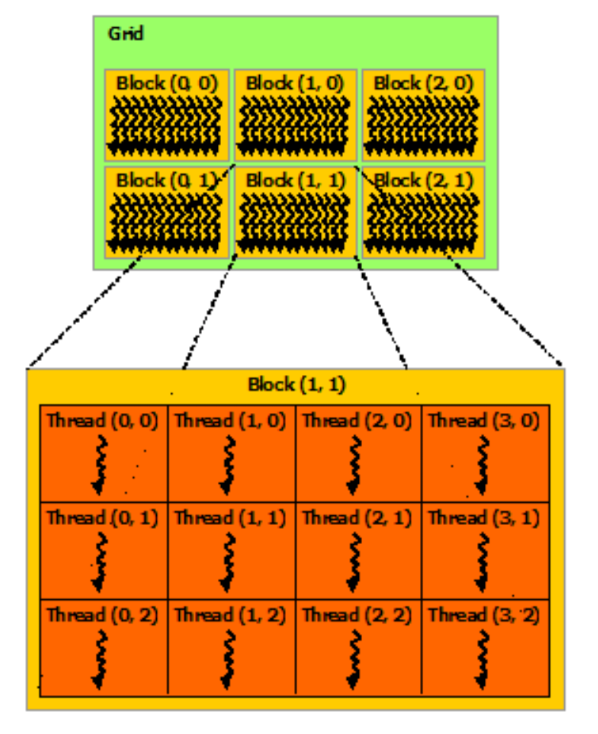 Grid
Block (0, 0) Block (1, 0) Block (2, 0)
Block (0, 1) Block (1, 1) Block (2, 1)
Block (1, 1)
Thread (0, 0) Thread (1, 0) Thread (2, 0) Thread (3, 0)
Thread (0, 1) Thread (1, 1) Thread (2, 1) Thread (3, 1)
Thread (0, 2) Thread (1, 2) Thread (2, 2) Thread (3, 2)